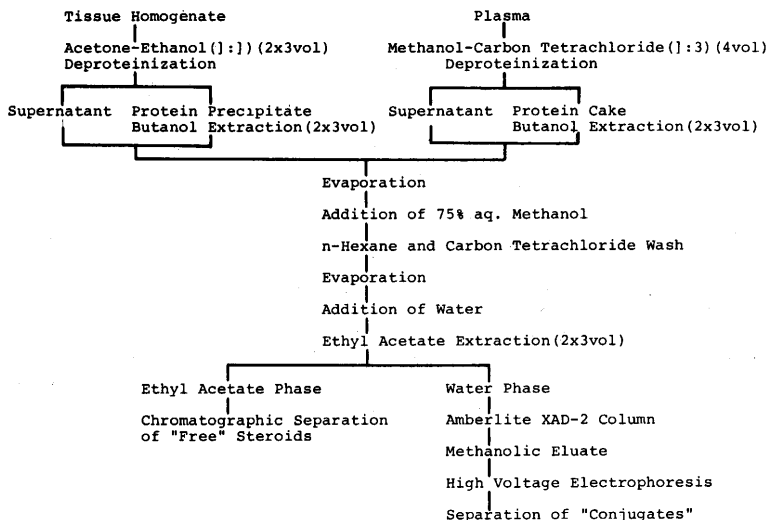 Tissue Homogenate
Plasma
Acetone-Ethanol(]:])(2x3vol)
Deproteinization
Methanol-Carbon Tetrachloride(]:3)(4vol)
Deproteinization
Supernatant
Protein Precipitate
Butanol Extraction(2x3vol)
Supernatant
Protein Cake
Butanol Extraction(2x3vol)
Evaporation
Addition of 75% aq. Methanol
n-Hexane and Carbon Tetrachloride Wash
Evaporation
Addition of Water
Ethyl Acetate Extraction(2x3vol)
Ethyl Acetate Phase
Chromatographic Separation
of "Free" Steroids
Water Phase
Amberlite XAD-2 Column
Methanolic Eluate
High Voltage Electrophoresis
Separation of "Conjugates"